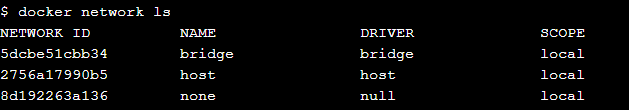 $ docker network ls
NETWORK ID NAME DRIVER SCOPE
5dcbe51cbb34 bridge bridge local
2756a17990b5 host host local
8d192263a136 none null local